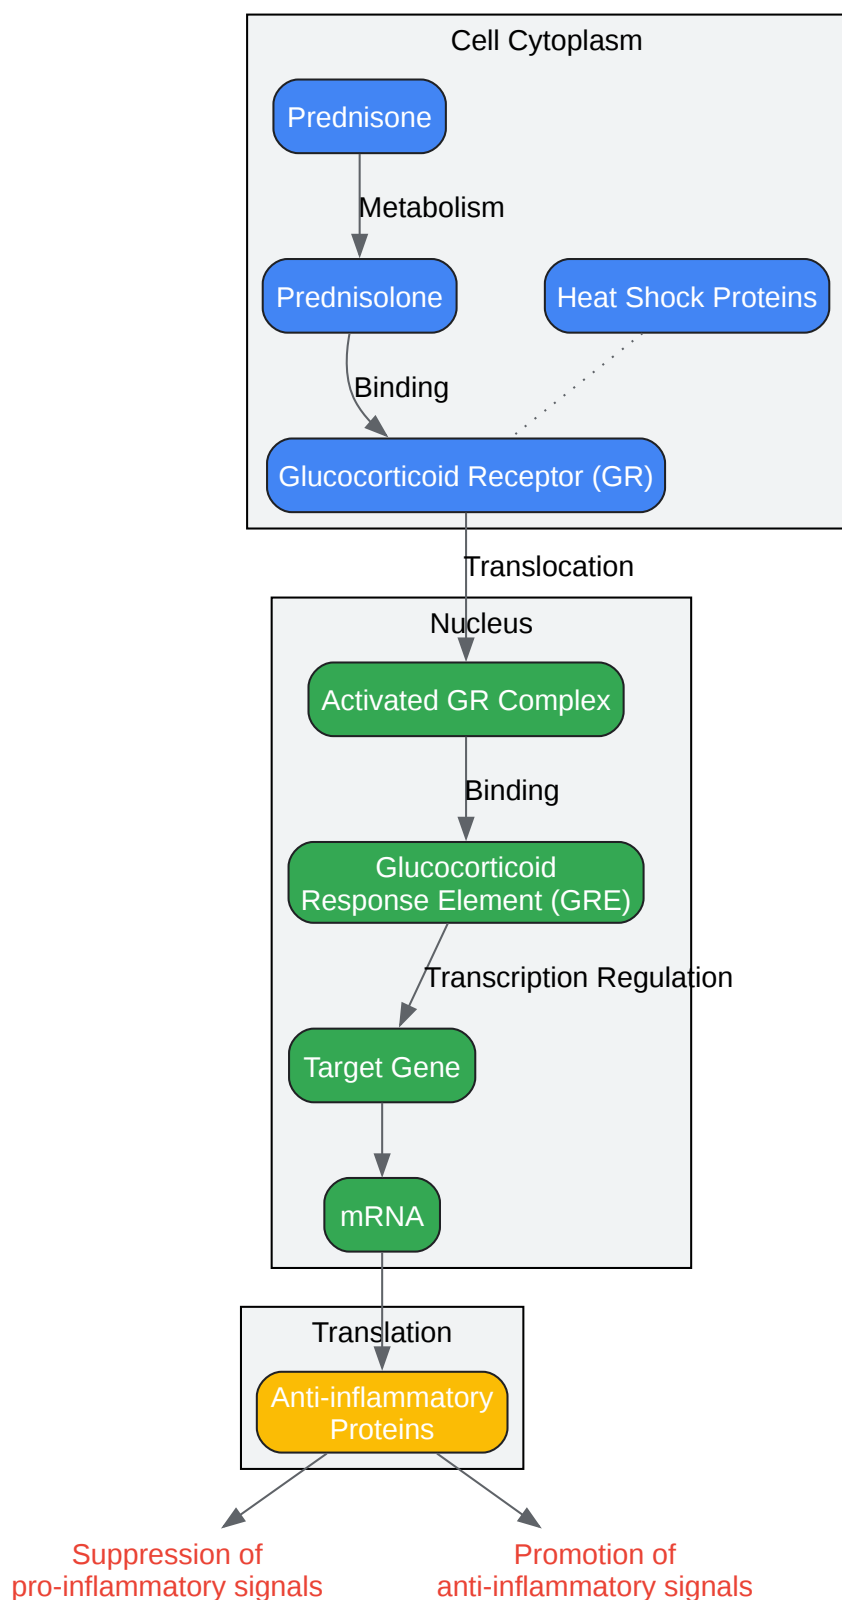 Cell Cytoplasm
Prednisone
Metabolism
Prednisolone
Heat Shock Proteins
Binding
Glucocorticoid Receptor (GR)
Translocation
Nucleus
Activated GR Complex
Binding
Glucocorticoid
Response Element (GRE)
Transcription Regulation
Target Gene
mRNA
Translation
Anti-inflammatory
Proteins
Suppression of
pro-inflammatory signals
Promotion of
anti-inflammatory signals